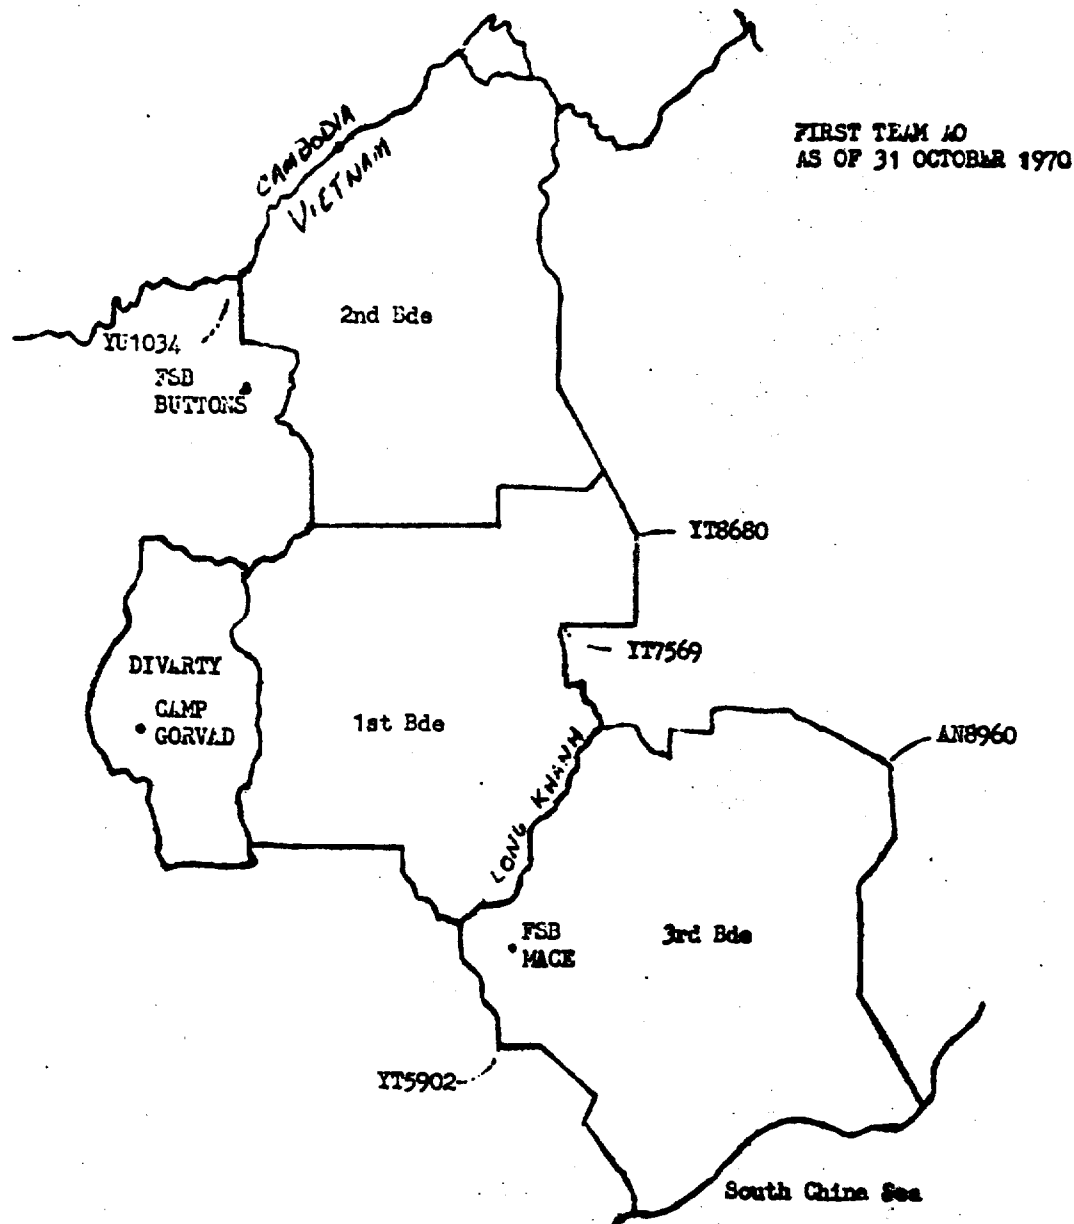 FIRST TEAM AO
AS OF 31 OCTOBER 1970
CAMBODIA
VIETNAM
2nd Bde
YU1034
FSB
BUTTONS
YT8680
YT7569
DIVARTY
CAMP
GORVAD
1st Bde
LONG KHANH
AN8960
FSB
MACE
3rd Bde
YT5902
South China Sea